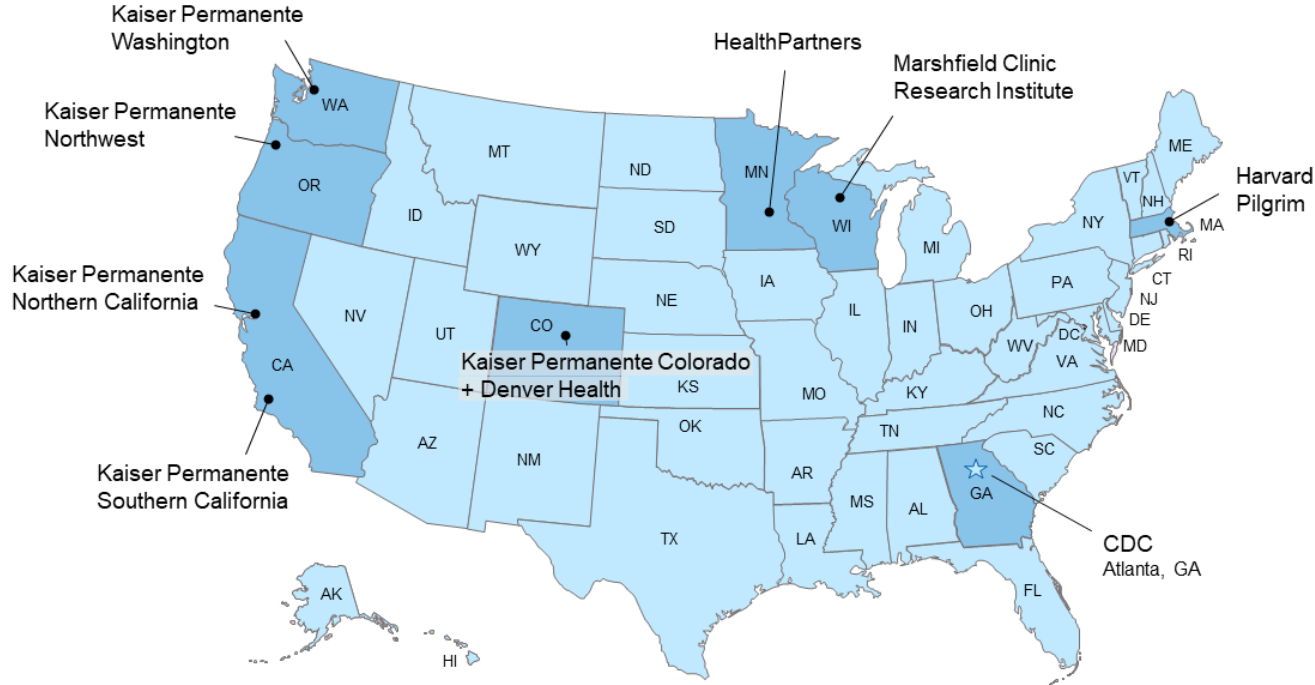 Kaiser Permanente
Washington
HealthPartners
Marshfield Clinic
Research Institute
Kaiser Permanente
Northwest
Harvard
Pilgrim
Kaiser Permanente
Northern California
Kaiser Permanente Colorado
+ Denver Health
Kaiser Permanente
Southern California
CDC
Atlanta, GA
WA
OR
CA
NV
ID
MT
WY
UT
CO
AZ
NM
ND
SD
NE
KS
OK
TX
MN
IA
MO
AR
LA
WI
IL
MI
IN
OH
KY
TN
MS
AL
GA
FL
SC
NC
VA
WV
DC
MD
DE
NJ
PA
NY
CT
RI
MA
VT
NH
ME
AK
HI